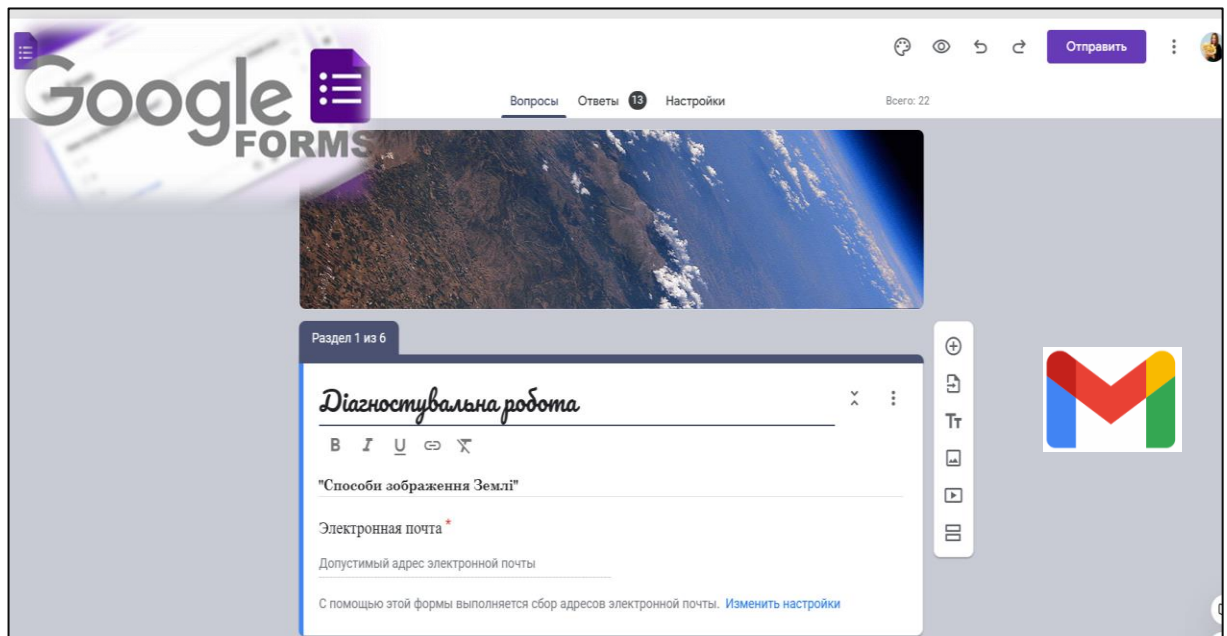 Google
FORMS
Отправить
Вопросы Ответы 13 Настройки
Всего: 22
Раздел 1 из 6
Діагностувальна робота
B I U
"Способи зображення Землі"
Электронная почта *
Допустимый адрес электронной почты
С помощью этой формы выполняется сбор адресов электронной почты. Изменить настройки
Тт